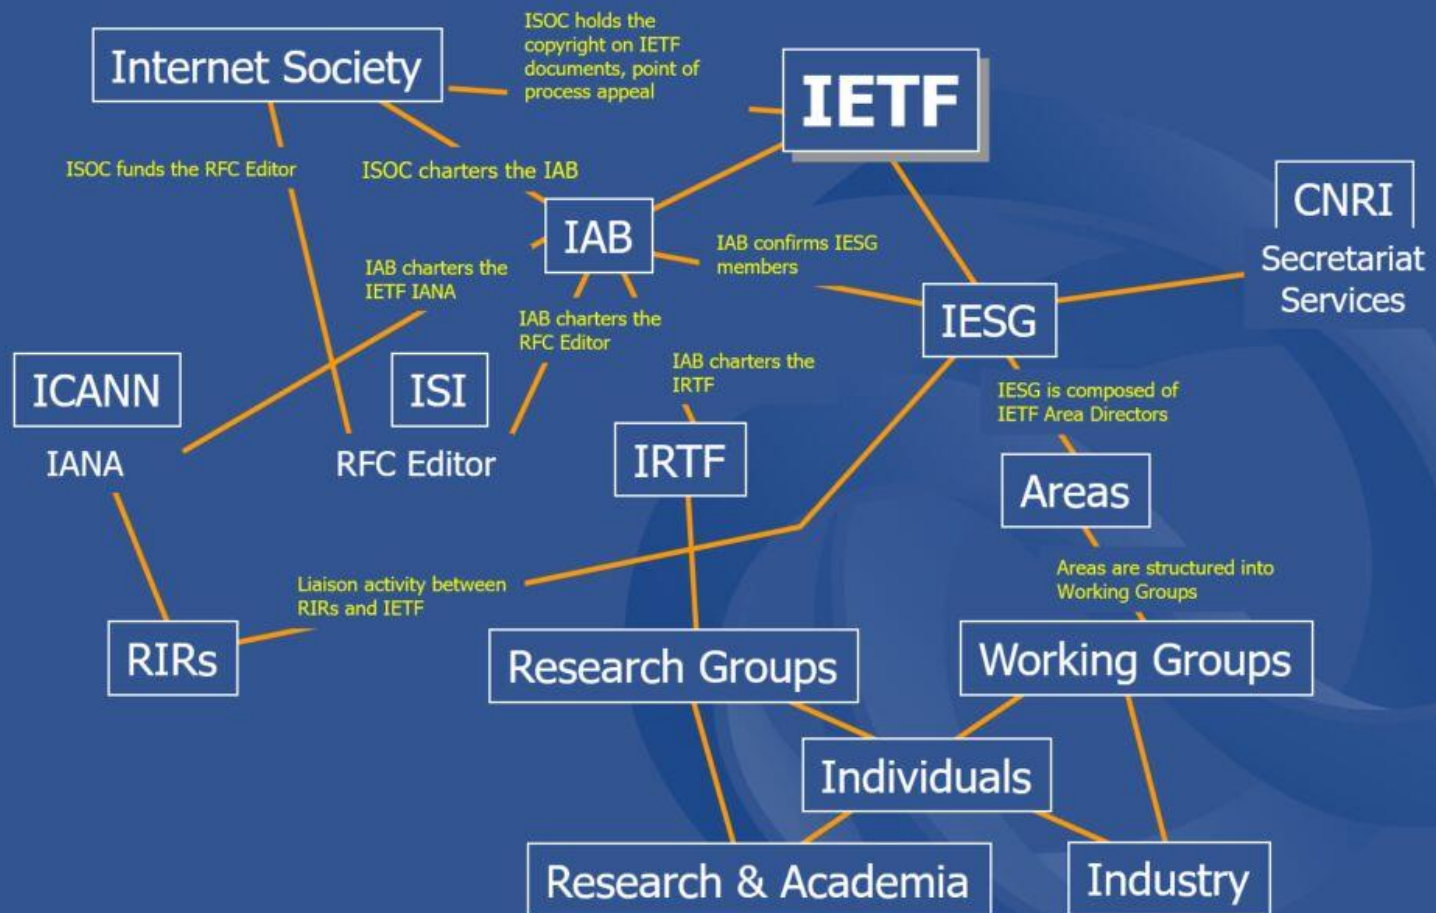 ISOC holds the
copyright on IETF
documents, point of
process appeal
Internet Society
IETF
ISOC funds the RFC Editor
ISOC charters the IAB
CNRI
Secretariat
Services
IAB
IAB confirms IESG
members
IAB charters the
IETF IANA
IESG
IAB charters the
RFC Editor
IAB charters the
IRTF
ICANN
IANA
ISI
RFC Editor
IESG is composed of
IETF Area Directors
IRTF
Areas
Areas are structured into
Working Groups
Liaison activity between
RIRs and IETF
RIRs
Research Groups
Working Groups
Individuals
Research & Academia
Industry